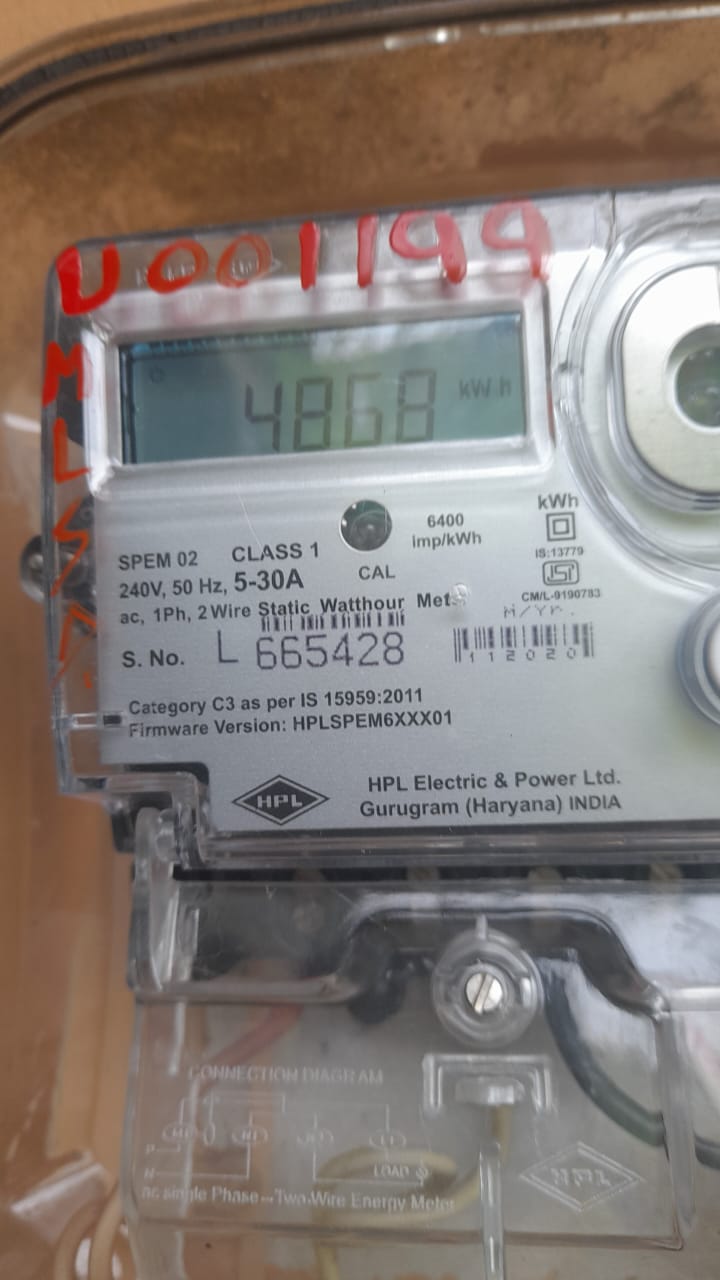 U001199
MLSA
4868 kWh
6400
imp/kWh
kWh
IS:13779
CM/L-9190783
M/Yr.
112020
SPEM 02 CLASS 1
CAL
240V, 50 Hz, 5-30A
ac, 1Ph, 2 Wire Static Watthour
S. No. L 665428
Category C3 as per IS 15959:2011
Firmware Version: HPLSPEM6XXX01
HPL
HPL Electric & Power Ltd.
Gurugram (Haryana) INDIA
CONNECTION DIAGRAM
P
N
LOAD
ac single Phase-Two-Wire Energy Meter
HPL